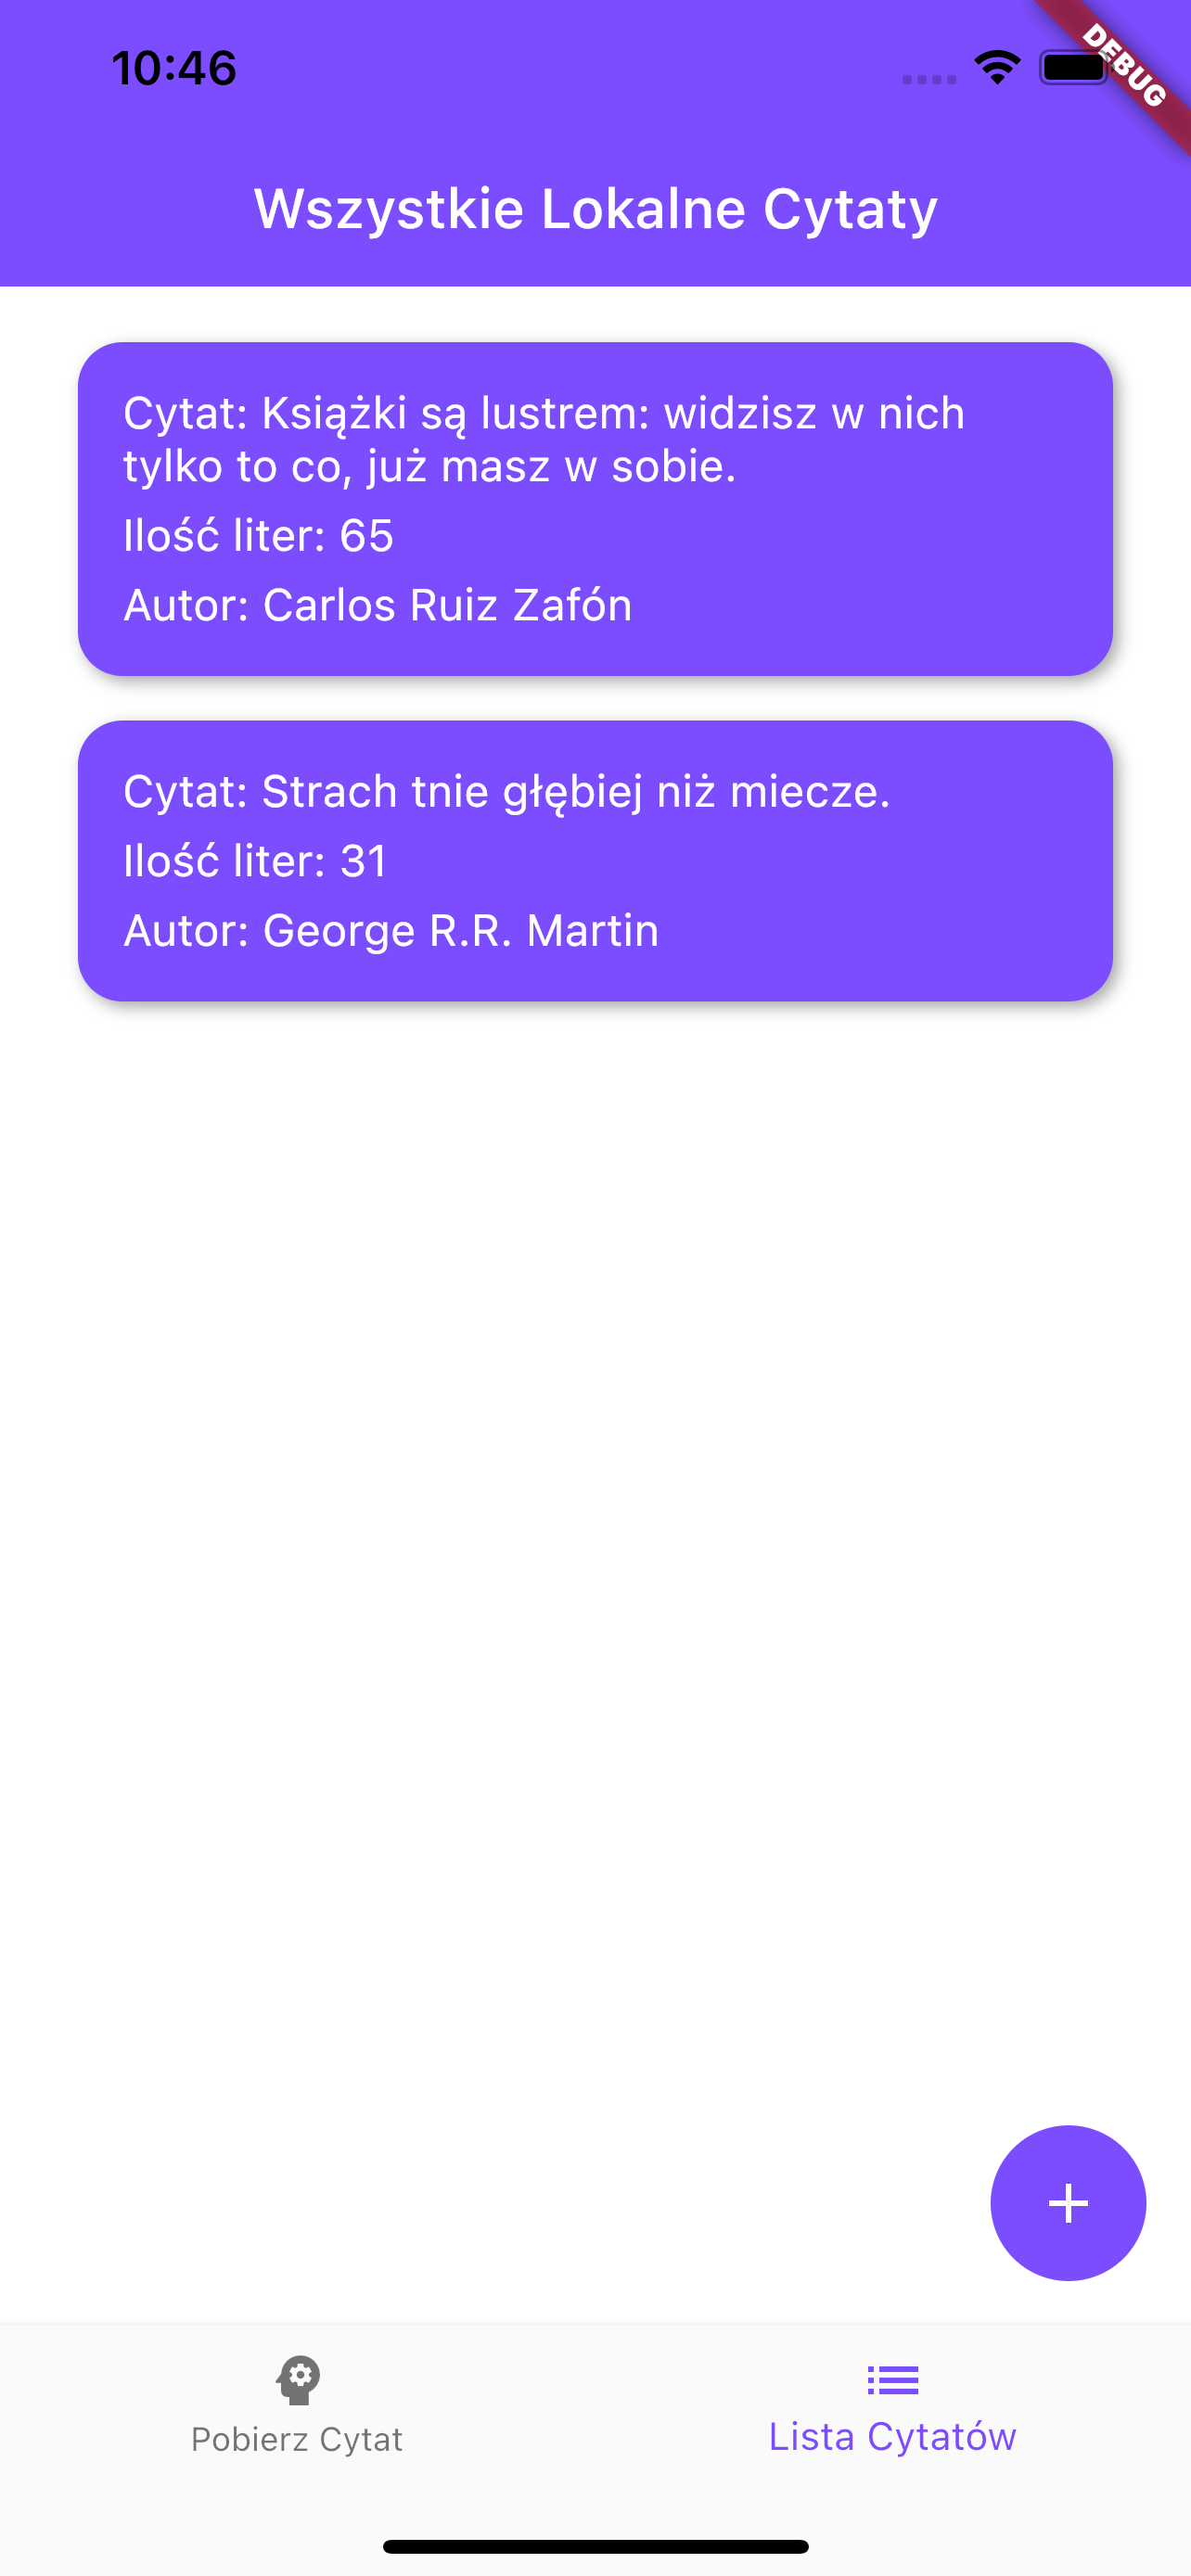 10:46
DEBUG
Wszystkie Lokalne Cytaty
Cytat: Książki są lustrem: widzisz w nich
tylko to co, już masz w sobie.
Ilość liter: 65
Autor: Carlos Ruiz Zafón
Cytat: Strach tnie głębiej niż miecze.
Ilość liter: 31
Autor: George R.R. Martin
Pobierz Cytat
Lista Cytatów